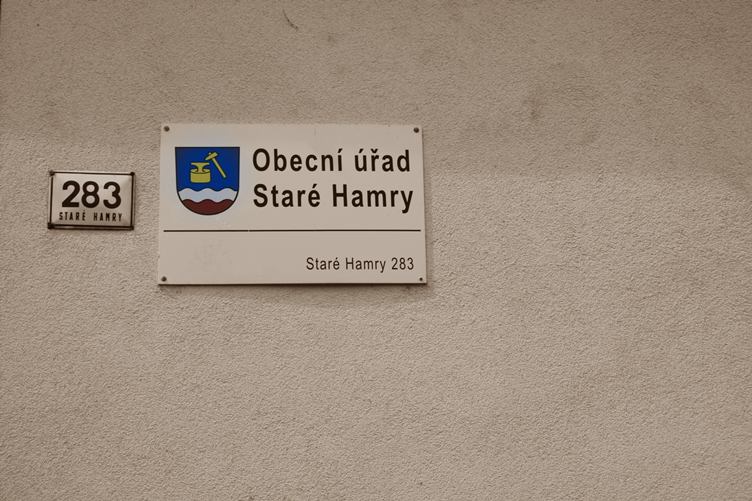 283
STARÉ HAMRY
Obecní úřad
Staré Hamry
Staré Hamry 283